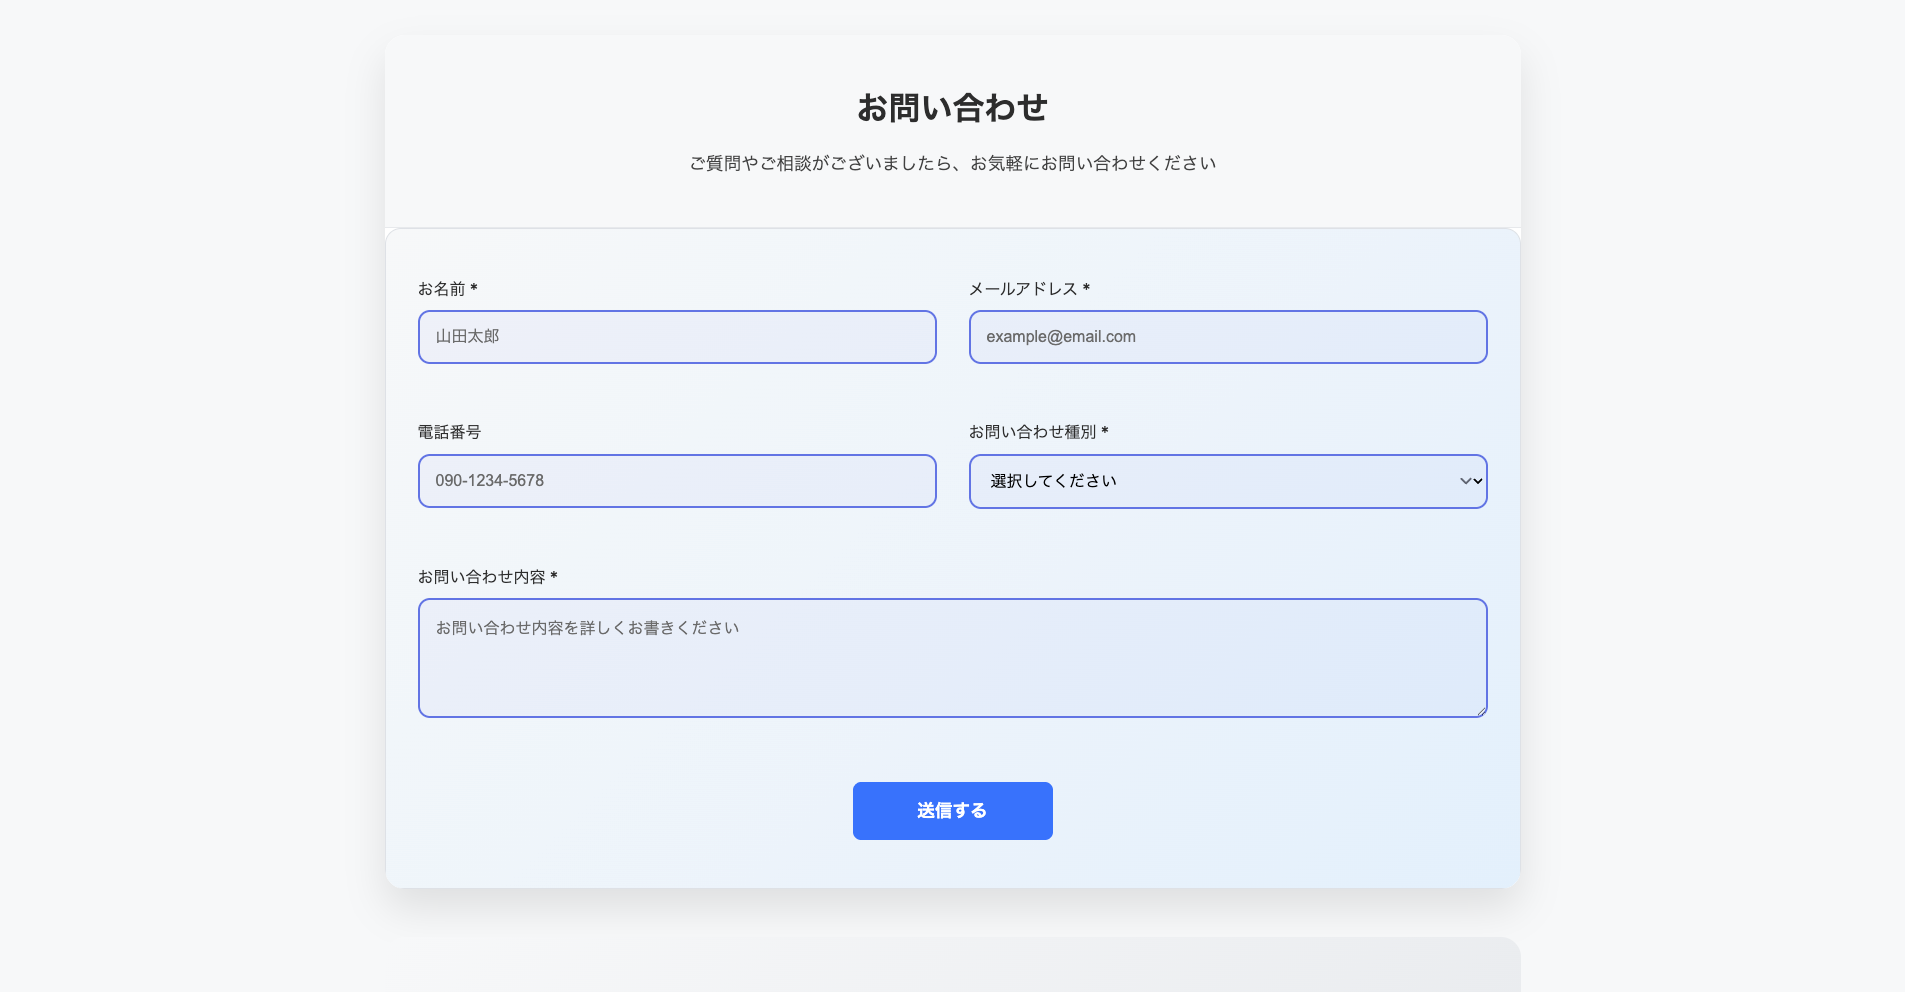 お問い合わせ
ご質問やご相談がございましたら、お気軽にお問い合わせください
お名前 *
メールアドレス *
山田太郎
example@email.com
電話番号
お問い合わせ種別 *
090-1234-5678
選択してください
お問い合わせ内容 *
お問い合わせ内容を詳しくお書きください
送信する